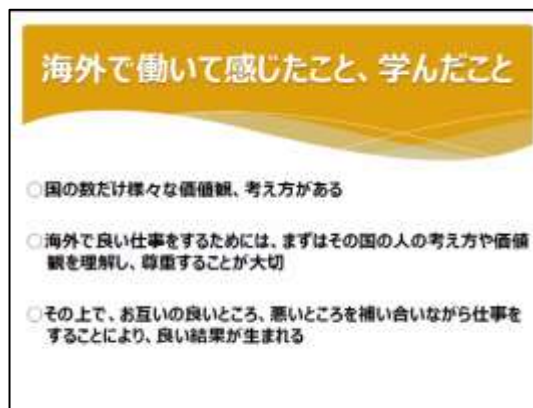 海外で働いて感じたこと、学んだこと
○国の数だけ様々な価値観、考え方がある
○海外で良い仕事をするためには、まずはその国の人の考え方や価値
観を理解し、尊重することが大切
○その上で、お互いの良いところ、悪いところを補い合いながら仕事を
することにより、良い結果が生まれる